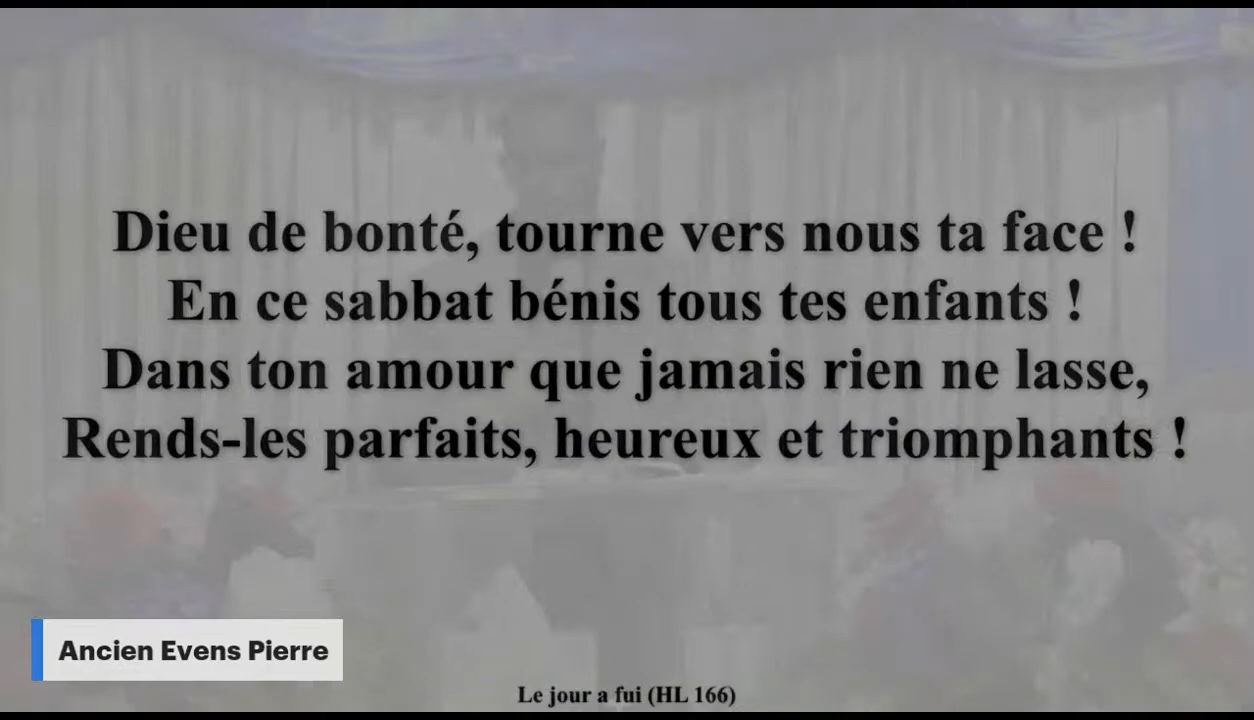 Dieu de bonté, tourne vers nous ta face !
En ce sabbat bénis tous tes enfants !
Dans ton amour que jamais rien ne lasse,
Rends-les parfaits, heureux et triomphants !
Ancien Evens Pierre
Le jour a fui (HL 166)